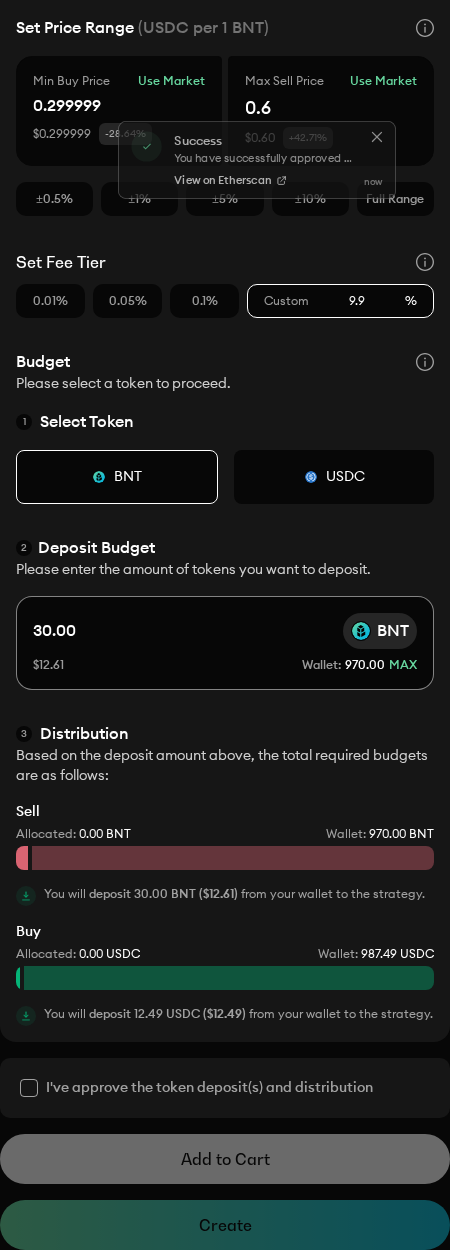 Set Price Range (USDC per 1 BNT)
Min Buy Price Use Market
0.299999
$0.299999 -28.64%
Max Sell Price Use Market
0.6
$0.60 +42.71%
Success
You have successfully approved ...
View on Etherscan
now
±0.5% ±1% ±5% ±10% Full Range
Set Fee Tier
0.01% 0.05% 0.1% Custom 9.9 %
Budget
Please select a token to proceed.
1 Select Token
BNT USDC
2 Deposit Budget
Please enter the amount of tokens you want to deposit.
30.00 BNT
$12.61 Wallet: 970.00 MAX
3 Distribution
Based on the deposit amount above, the total required budgets
are as follows:
Sell
Allocated: 0.00 BNT Wallet: 970.00 BNT
You will deposit 30.00 BNT ($12.61) from your wallet to the strategy.
Buy
Allocated: 0.00 USDC Wallet: 987.49 USDC
You will deposit 12.49 USDC ($12.49) from your wallet to the strategy.
I've approve the token deposit(s) and distribution
Add to Cart
Create